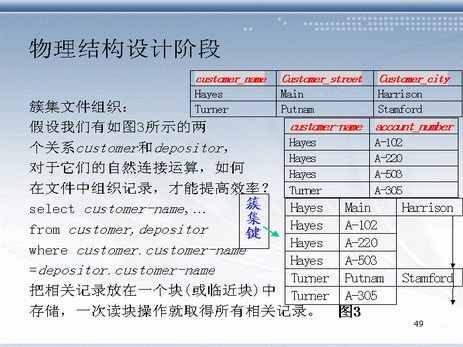 物理结构设计阶段
customer_name Customer_street Customer_city
Hayes Main Harrison
Turner Putnam Stamford
簇集文件组织：
假设我们有如图3所示的两
个关系customer和depositor，
对于它们的自然连接运算，如何
在文件中组织记录，才能提高效率？
select customer-name,…
from customer,depositor
where customer.customer-name
=depositor.customer-name
把相关记录放在一个块(或临近块)中
存储，一次读块操作就取得所有相关记录。
customer-name account_number
Hayes A-102
Hayes A-220
Hayes A-503
Turner A-305
簇
集
键
Hayes Main Harrison
Hayes A-102
Hayes A-220
Hayes A-503
Turner Putnam Stamford
Turner A-305
图3
49